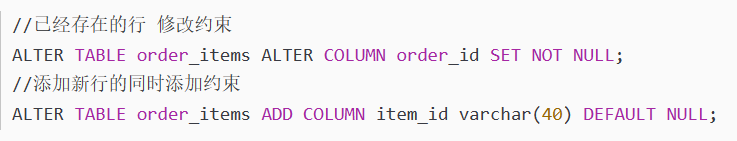 //已经存在的行 修改约束
ALTER TABLE order_items ALTER COLUMN order_id SET NOT NULL;
//添加新行的同时添加约束
ALTER TABLE order_items ADD COLUMN item_id varchar(40) DEFAULT NULL;